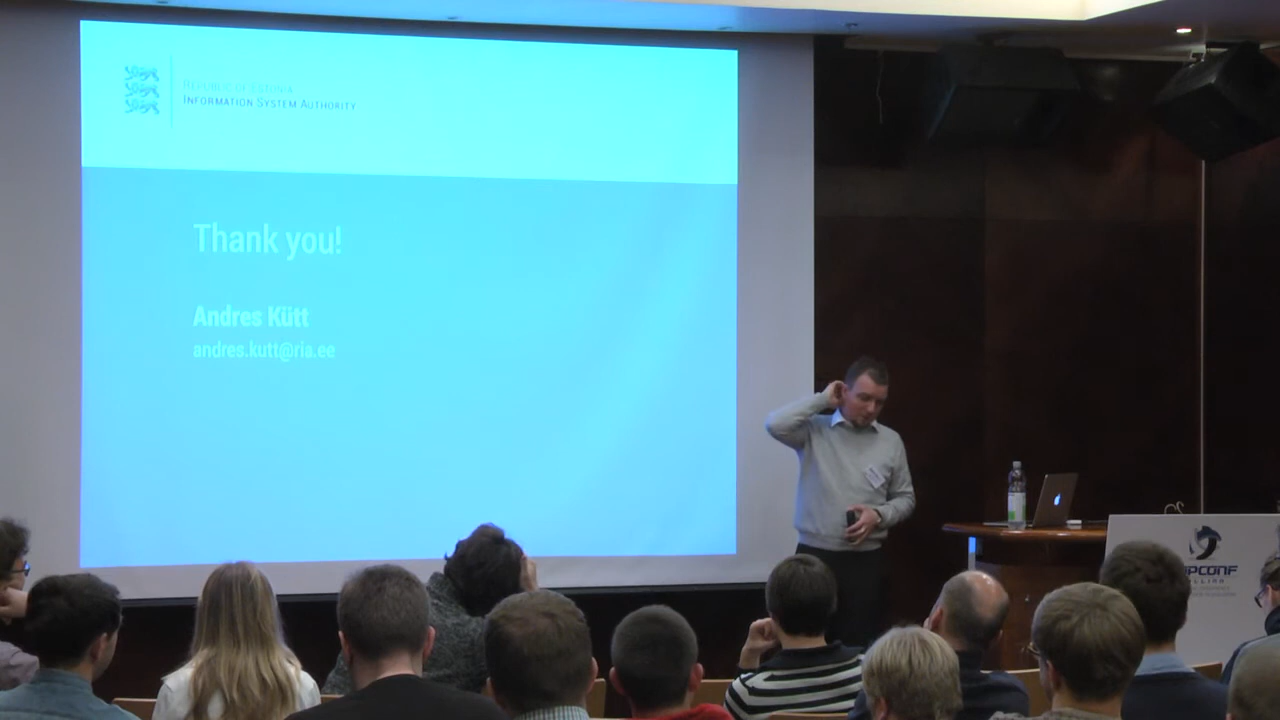 REPUBLIC OF ESTONIA
INFORMATION SYSTEM AUTHORITY
Thank you!
Andres Kütt
andres.kutt@ria.ee